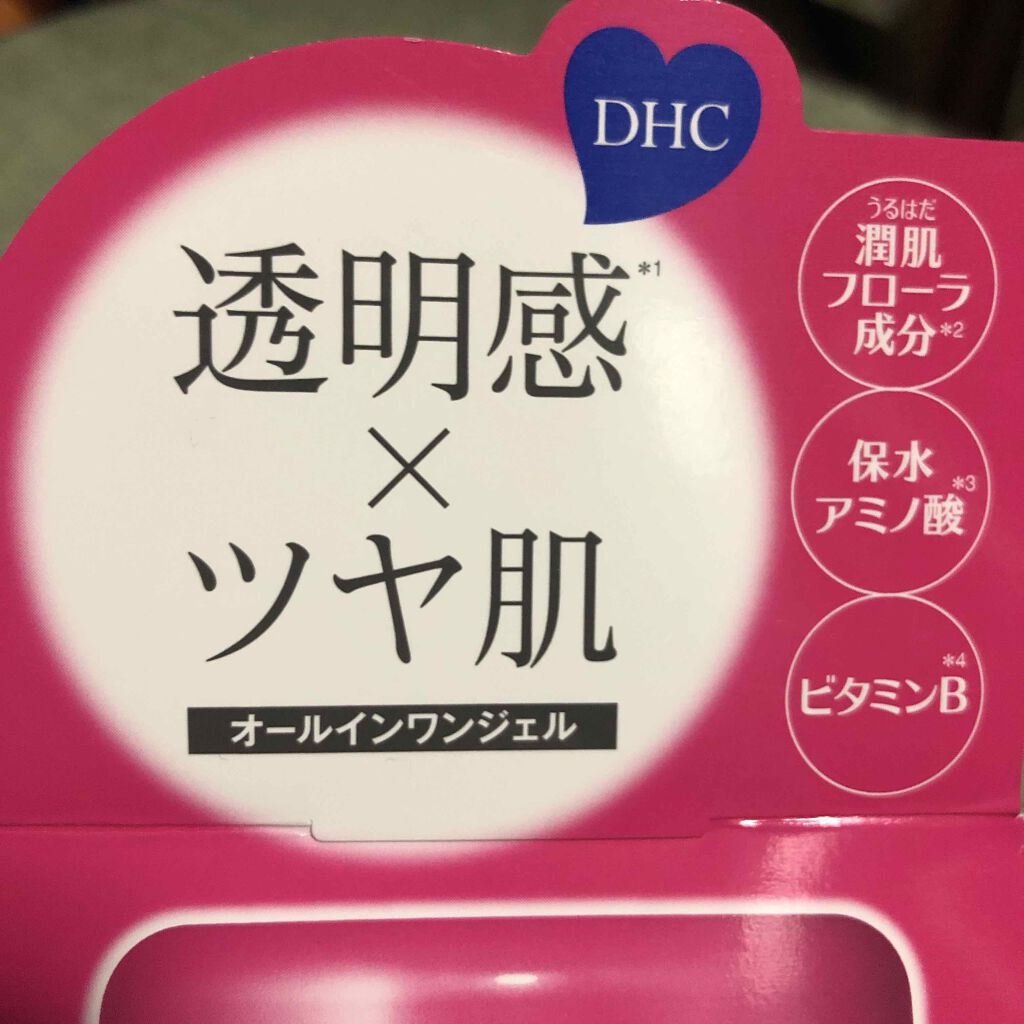 DHC
透明感*1
×
ツヤ肌
オールインワンジェル
うるはだ
潤肌
フローラ
成分*2
保水
アミノ酸*3
ビタミンB*4